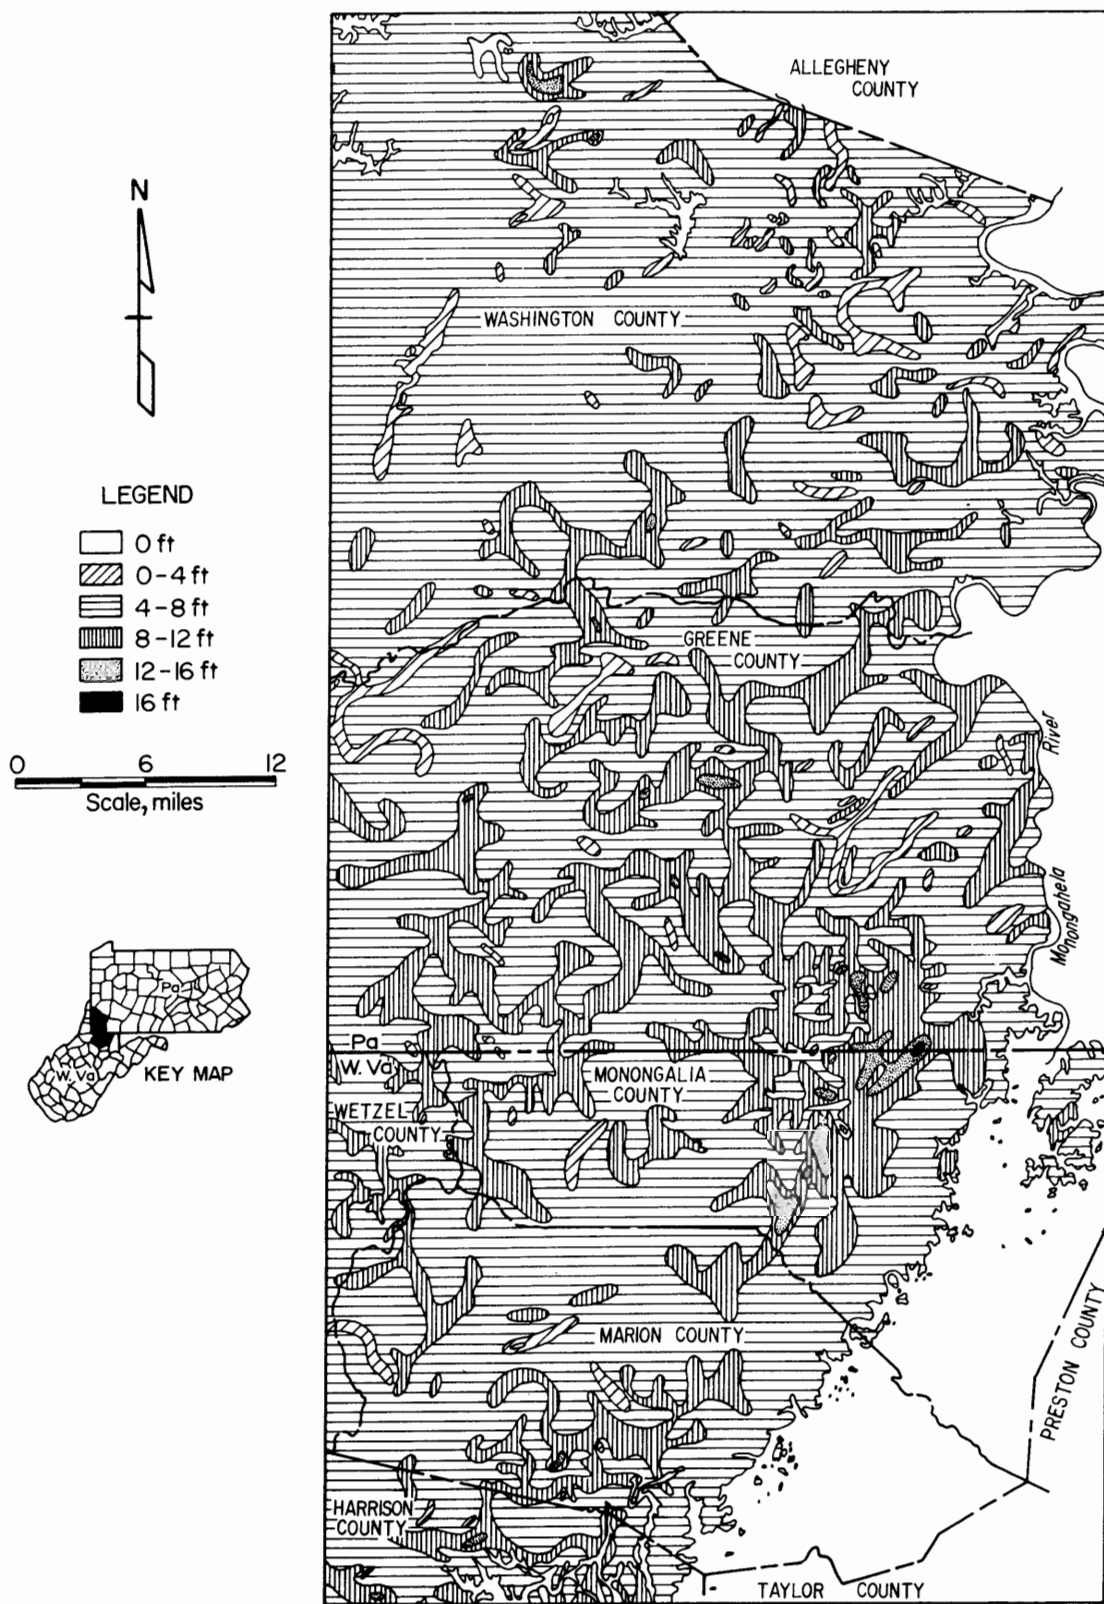 ALLEGHENY
COUNTY
N
WASHINGTON COUNTY
LEGEND
0 ft
0-4 ft
4-8 ft
8-12 ft
12-16 ft
16 ft
GREENE
COUNTY
0 6 12
Scale, miles
River
Monongahela
Pa
W. Va
KEY MAP
Pa
W. Va
MONONGALIA
COUNTY
WETZEL
COUNTY
MARION COUNTY
PRESTON COUNTY
HARRISON
COUNTY
TAYLOR COUNTY